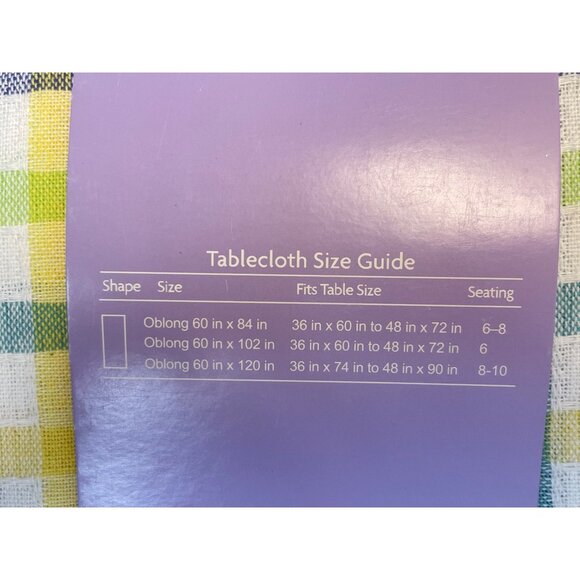 Tablecloth Size Guide
Shape Size Fits Table Size Seating
Oblong 60 in x 84 in 36 in x 60 in to 48 in x 72 in 6–8
Oblong 60 in x 102 in 36 in x 60 in to 48 in x 72 in 6
Oblong 60 in x 120 in 36 in x 74 in to 48 in x 90 in 8-10